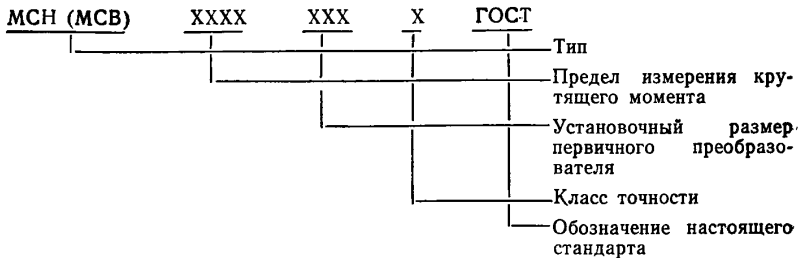 МСН (МСВ) XXXX XXX X ГОСТ
Тип
Предел измерения кру-
тящего момента
Установочный размер
первичного преобразо-
вателя
Класс точности
Обозначение настоящего
стандарта